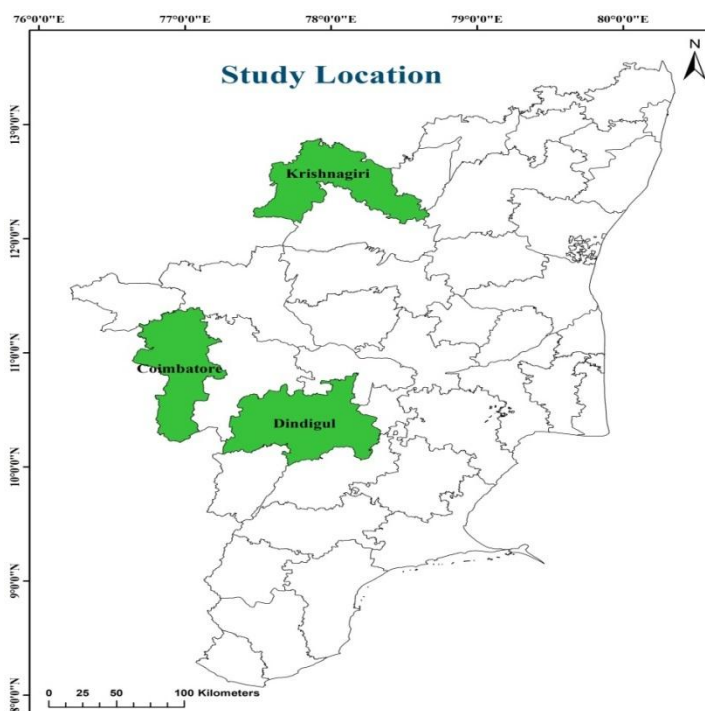 76°0'0"E 77°0'0"E 78°0'0"E 79°0'0"E 80°0'0"E
N
Study Location
13°0'0"N
Krishnagiri
12°0'0"N
11°0'0"N
Coimbatore
Dindigul
10°0'0"N
9°0'0"N
8°0'0"N
0 25 50 100 Kilometers